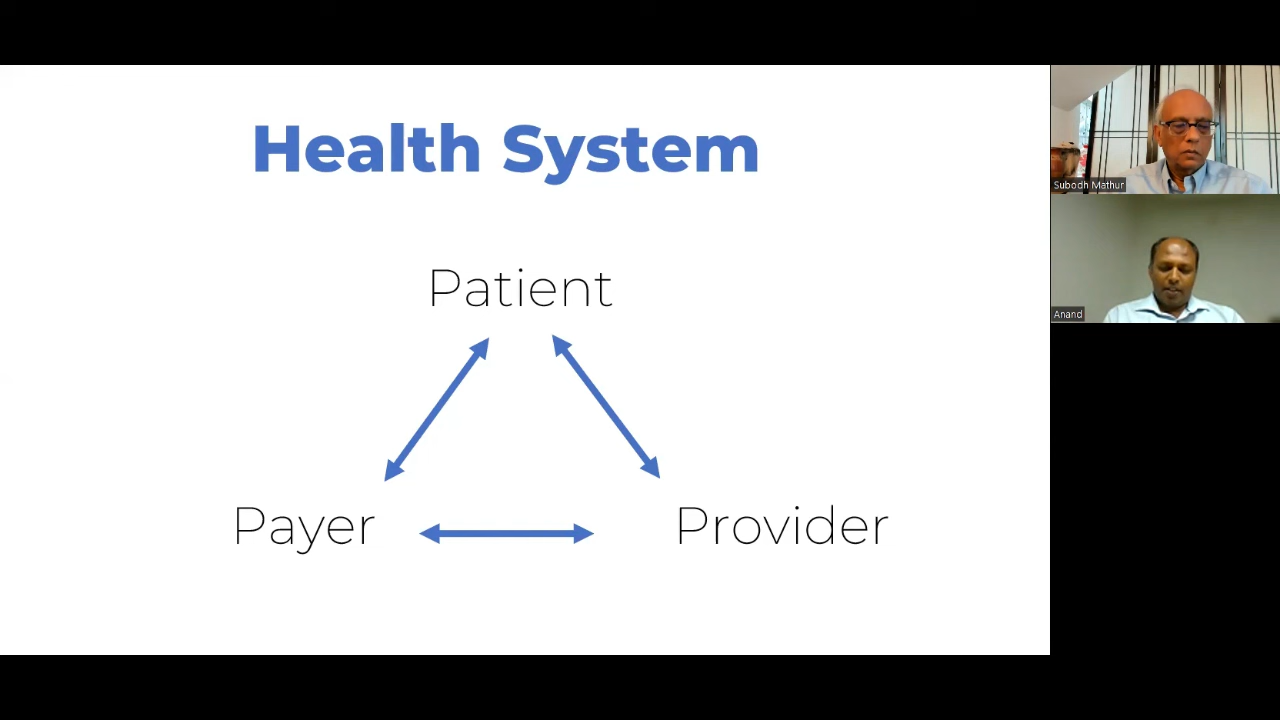 Health System
Patient
Payer
Provider
Subodh Mathur
Anand